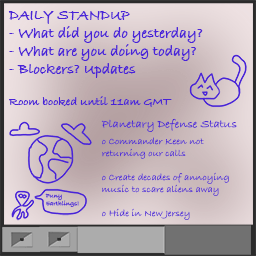 DAILY STANDUP
- What did you do yesterday?
- What are you doing today?
- Blockers? Updates
Room booked until 11am GMT
Planetary Defense Status
o Commander Keen not
returning our calls
o Create decades of annoying
music to scare aliens away
o Hide in New Jersey
Puny
Earthlings!